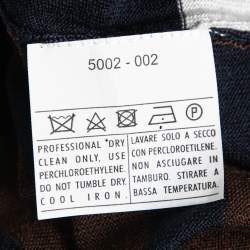 5002 - 002
PROFESSIONAL "DRY
CLEAN ONLY, USE
PERCHLORETHYLENE.
DO NOT TUMBLE DRY.
COOL IRON.
LAVARE SOLO A SECCO
CON PERCLOROETILENE.
NON ASCIUGARE IN
TAMBURO. STIRARE A
BASSA TEMPERATURA.